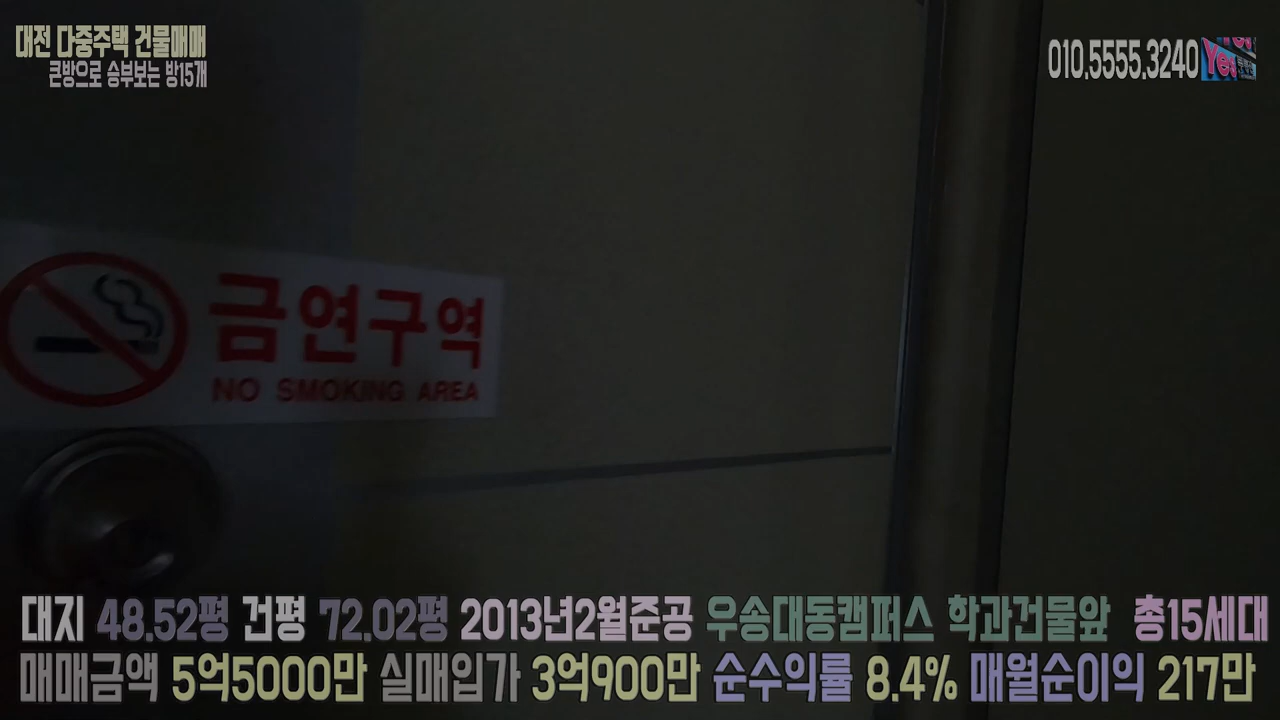 대전 다중주택 건물매매
큰방으로 승부보는 방15개
010.5555.3240
Yes
금연구역
NO SMOKING AREA
대지 48.52평 건평 72.02평 2013년2월준공 우송대동캠퍼스 학과건물앞 총15세대
매매금액 5억5000만 실매입가 3억900만 순수익률 8.4% 매월순이익 217만